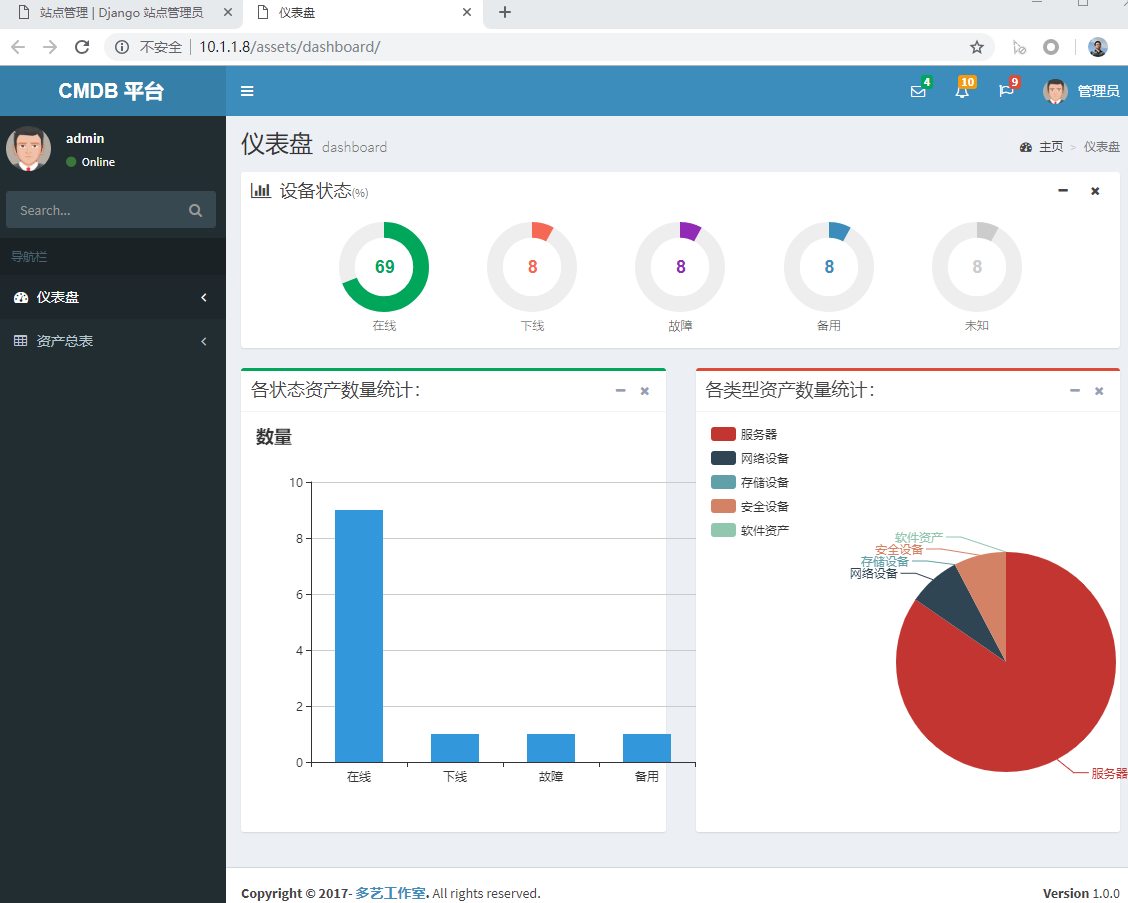 站点管理 | Django 站点管理员
仪表盘
不安全
10.1.1.8/assets/dashboard/
CMDB 平台
4
10
9
管理员
admin
Online
Search...
导航栏
仪表盘
资产总表
仪表盘 dashboard
主页 > 仪表盘
设备状态(%)
69
8
8
8
8
在线
下线
故障
备用
未知
各状态资产数量统计：
数量
10
8
6
4
2
0
在线
下线
故障
备用
各类型资产数量统计：
服务器
网络设备
存储设备
安全设备
软件资产
软件资产
安全设备
存储设备
网络设备
服务器
Copyright © 2017- 多艺工作室. All rights reserved.
Version 1.0.0